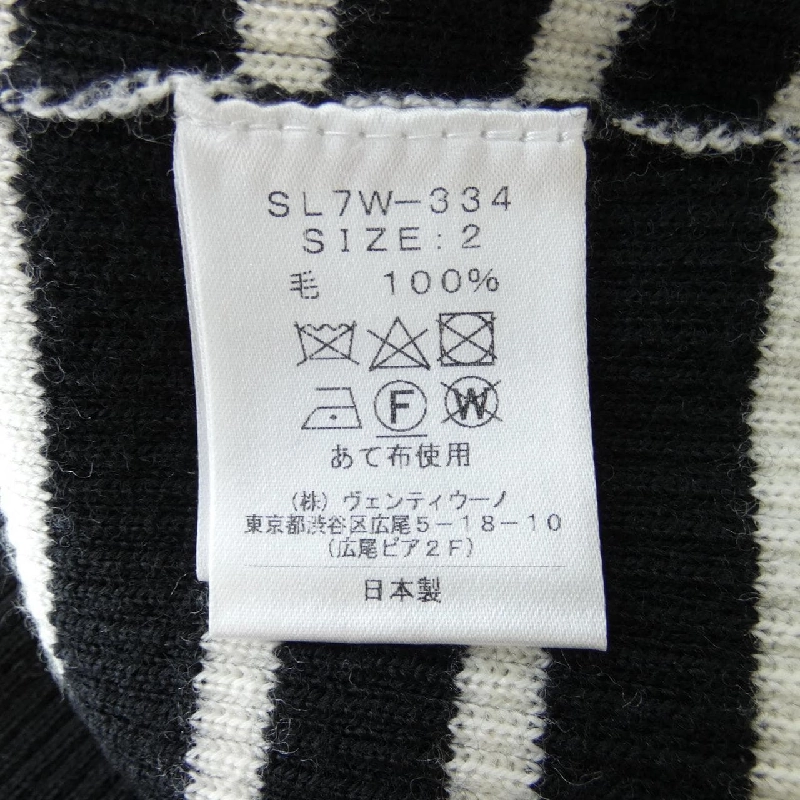 SL7W-334
SIZE:2
毛 100%
F W
あて布使用
(株)ヴェンティウーノ
東京都渋谷区広尾5-18-10
(広尾ピア2F)
日本製